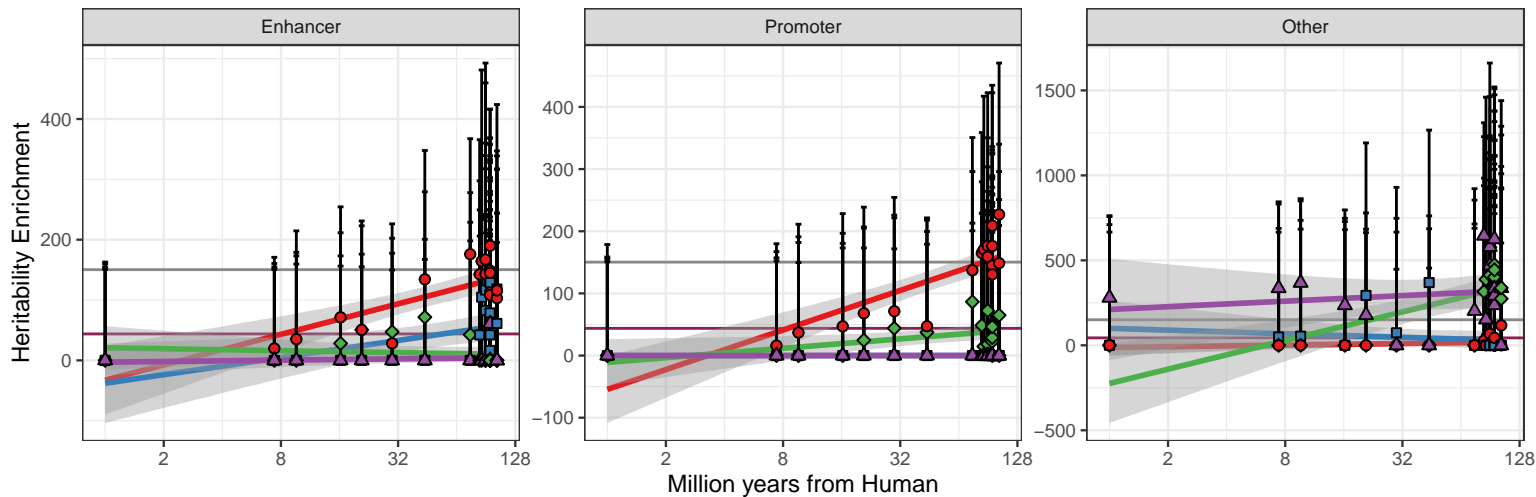 Enhancer
Promoter
Other
Heritability Enrichment
400
200
0
400
300
200
100
0
−100
1500
1000
500
0
−500
2 8 32 128
2 8 32 128
2 8 32 128
Million years from Human